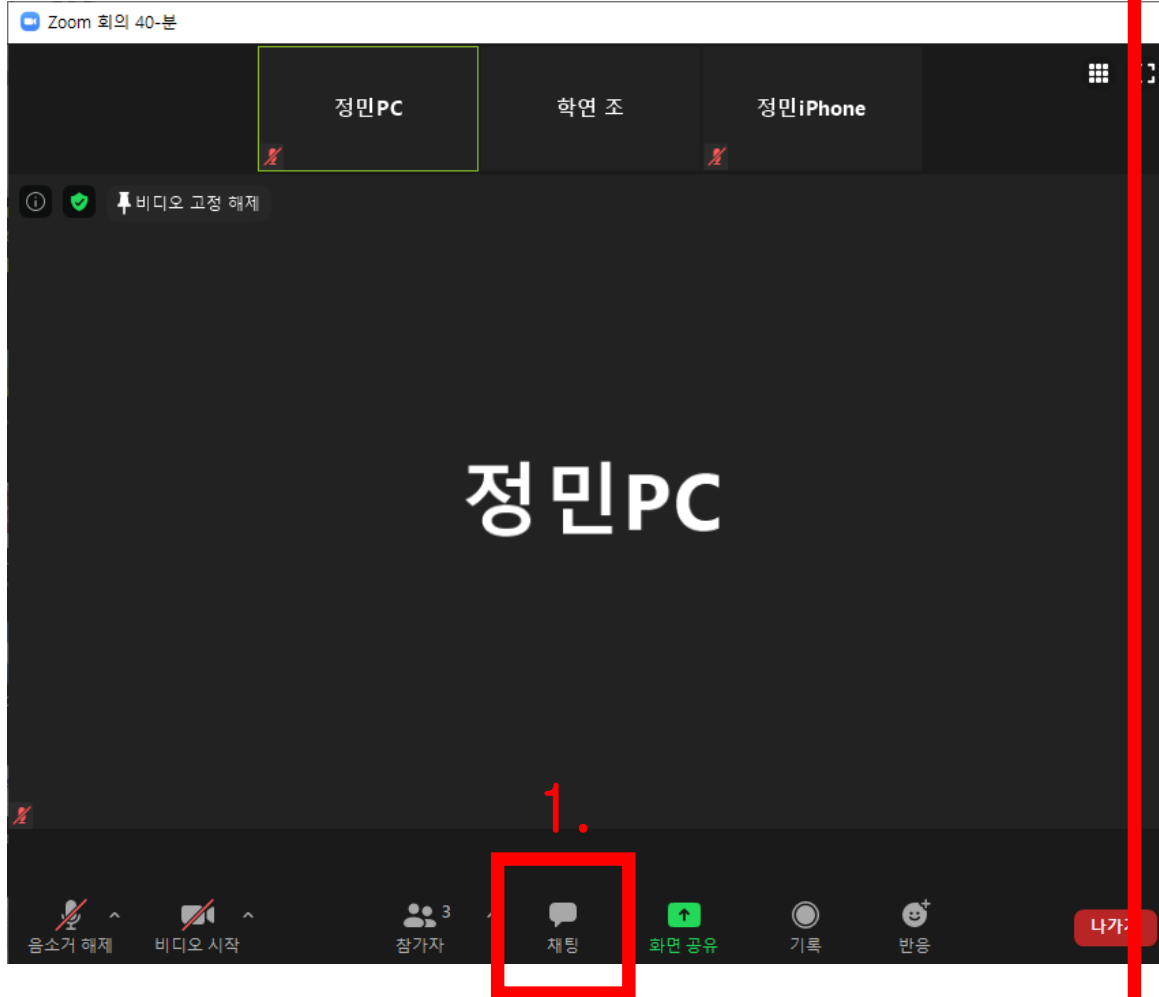 Zoom 회의 40-분
정민PC
학연 조
정민iPhone
비디오 고정 해제
정민PC
1.
음소거 해제
비디오 시작
3
참가자
채팅
화면 공유
기록
반응